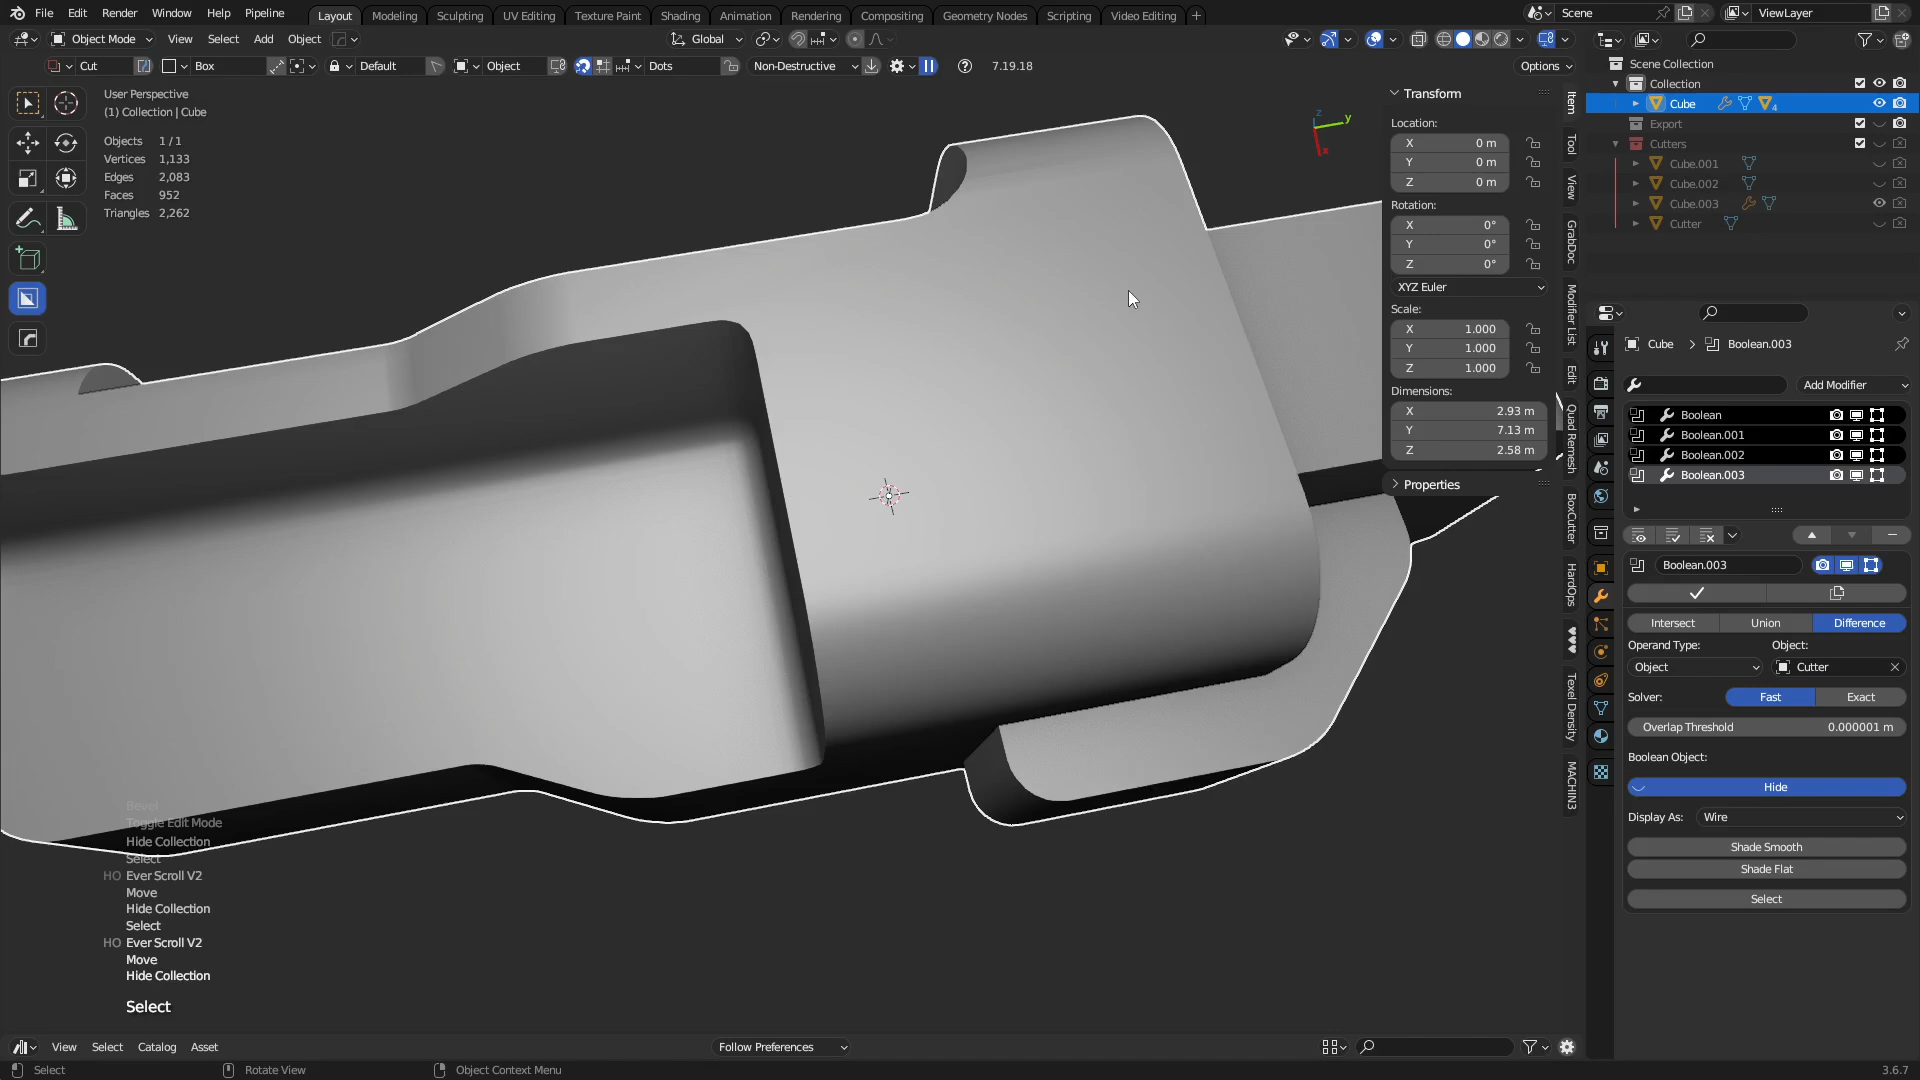 File Edit Render Window Help Pipeline Layout Modeling Sculpting UV Editing Texture Paint Shading Animation Rendering Compositing Geometry Nodes Scripting Video Editing + Scene ViewLayer
Object Mode View Select Add Object Global
Cut Box Default Object Dots Non-Destructive 7.19.18 Options
User Perspective
(1) Collection | Cube
Objects 1 / 1
Vertices 1,133
Edges 2,083
Faces 952
Triangles 2,262
z
y
x
Transform
Location:
X 0 m
Y 0 m
Z 0 m
Rotation:
X 0°
Y 0°
Z 0°
XYZ Euler
Scale:
X 1.000
Y 1.000
Z 1.000
Dimensions:
X 2.93 m
Y 7.13 m
Z 2.58 m
Properties
Item
Tool
View
GrabDoc
Modifier List
Edit
Quad Remesh
BoxCutter
HardOps
Texel Density
MACHIN3
Scene Collection
Collection
Cube 4
Export
Cutters
Cube.001
Cube.002
Cube.003
Cutter
Cube > Boolean.003
Add Modifier
Boolean
Boolean.001
Boolean.002
Boolean.003
Boolean.003
Intersect Union Difference
Operand Type: Object:
Object Cutter
Solver: Fast Exact
Overlap Threshold 0.000001 m
Boolean Object:
Hide
Display As: Wire
Shade Smooth
Shade Flat
Select
Bevel
Toggle Edit Mode
Hide Collection
Select
HO Ever Scroll V2
Move
Hide Collection
Select
HO Ever Scroll V2
Move
Hide Collection
Select
View Select Catalog Asset Follow Preferences
Select Rotate View Object Context Menu 3.6.7